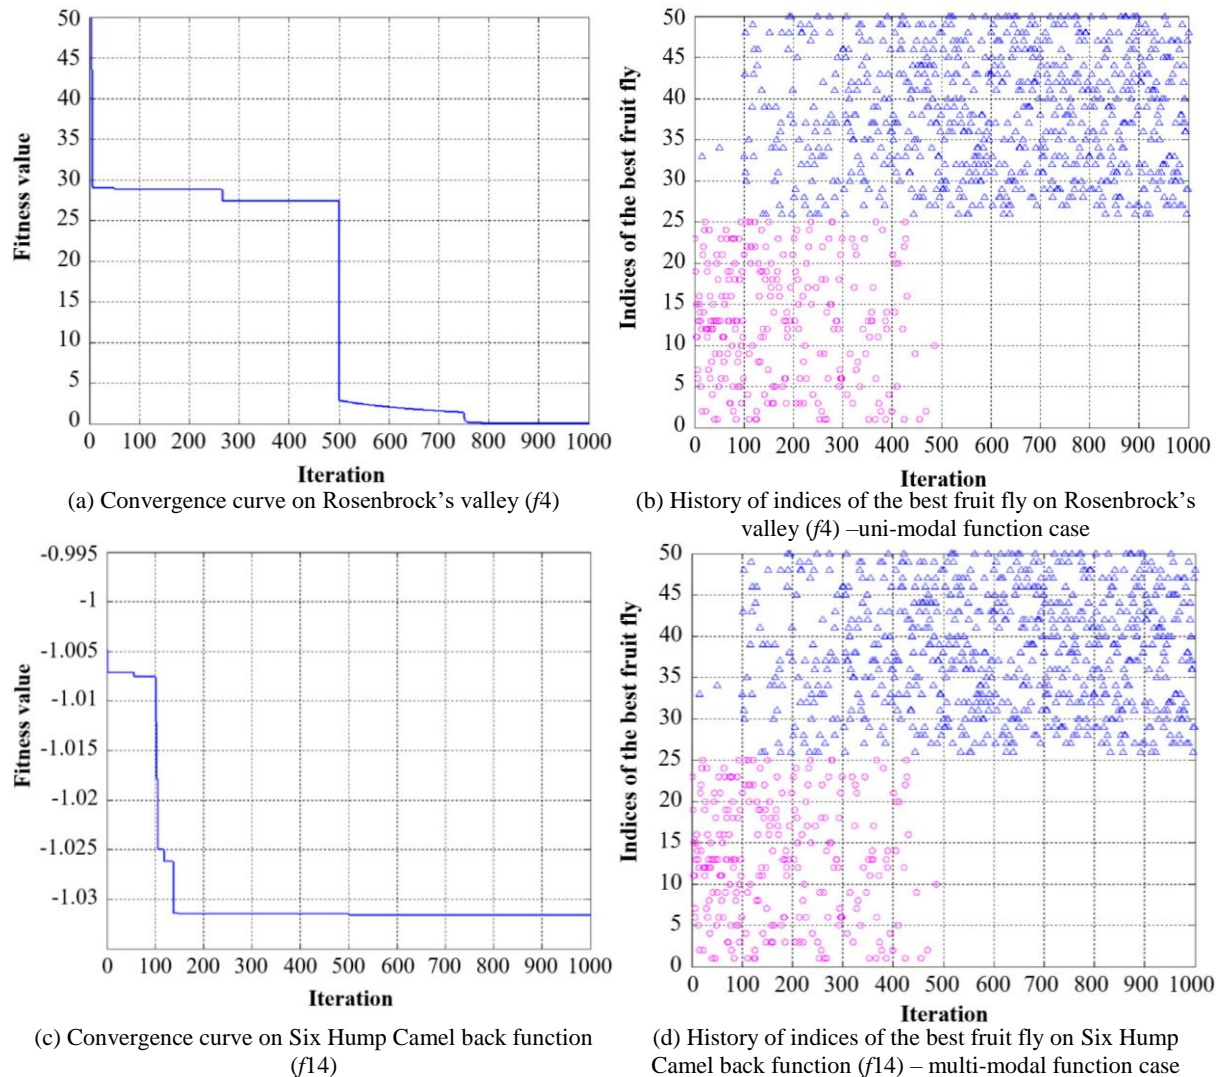 50
45
40
35
30
25
20
15
10
5
0
Fitness value
0 100 200 300 400 500 600 700 800 900 1000
Iteration
(a) Convergence curve on Rosenbrock’s valley (f4)
50
45
40
35
30
25
20
15
10
5
0
Indices of the best fruit fly
0 100 200 300 400 500 600 700 800 900 1000
Iteration
(b) History of indices of the best fruit fly on Rosenbrock’s
valley (f4) –uni-modal function case
-0.995
-1
-1.005
-1.01
-1.015
-1.02
-1.025
-1.03
Fitness value
0 100 200 300 400 500 600 700 800 900 1000
Iteration
(c) Convergence curve on Six Hump Camel back function
(f14)
50
45
40
35
30
25
20
15
10
5
0
Indices of the best fruit fly
0 100 200 300 400 500 600 700 800 900 1000
Iteration
(d) History of indices of the best fruit fly on Six Hump
Camel back function (f14) – multi-modal function case